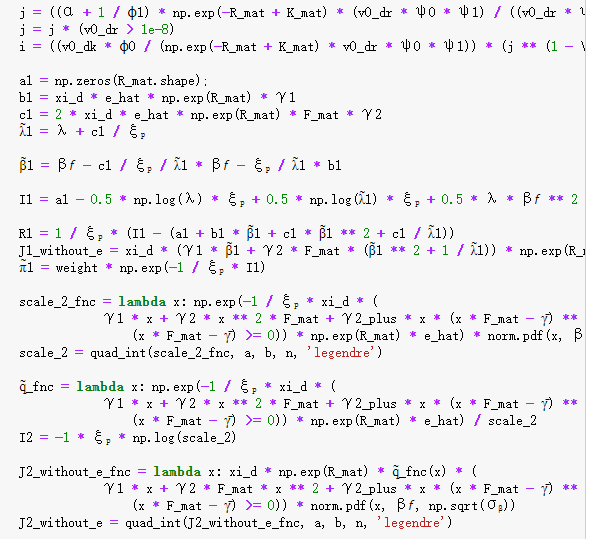 j = ((α + 1 / ϕ1) * np.exp(-R_mat + K_mat) * (v0_dr * ψ0 * ψ1) / ((v0_dr *
j = j * (v0_dr > 1e-8)
i = ((v0_dk * ϕ0 / (np.exp(-R_mat + K_mat) * v0_dr * ψ0 * ψ1)) * (j ** (1 -
a1 = np.zeros(R_mat.shape);
b1 = xi_d * e_hat * np.exp(R_mat) * γ1
c1 = 2 * xi_d * e_hat * np.exp(R_mat) * F_mat * γ2
λ̃1 = λ + c1 / ξₚ
β̃1 = βf - c1 / ξₚ / λ̃1 * βf - ξₚ / λ̃1 * b1
I1 = a1 - 0.5 * np.log(λ) * ξₚ + 0.5 * np.log(λ̃1) * ξₚ + 0.5 * λ * βf ** 2
R1 = 1 / ξₚ * (I1 - (a1 + b1 * β̃1 + c1 * β̃1 ** 2 + c1 / λ̃1))
J1_without_e = xi_d * (γ1 * β̃1 + γ2 * F_mat * (β̃1 ** 2 + 1 / λ̃1)) * np.exp(R_
π̃1 = weight * np.exp(-1 / ξₚ * I1)
scale_2_fnc = lambda x: np.exp(-1 / ξₚ * xi_d * (
γ1 * x + γ2 * x ** 2 * F_mat + γ2_plus * x * (x * F_mat - γ̄) **
(x * F_mat - γ̄) >= 0)) * np.exp(R_mat) * e_hat) * norm.pdf(x, β
scale_2 = quad_int(scale_2_fnc, a, b, n, 'legendre')
q̃_fnc = lambda x: np.exp(-1 / ξₚ * xi_d * (
γ1 * x + γ2 * x ** 2 * F_mat + γ2_plus * x * (x * F_mat - γ̄) **
(x * F_mat - γ̄) >= 0)) * np.exp(R_mat) * e_hat) / scale_2
I2 = -1 * ξₚ * np.log(scale_2)
J2_without_e_fnc = lambda x: xi_d * np.exp(R_mat) * q̃_fnc(x) * (
γ1 * x + γ2 * F_mat * x ** 2 + γ2_plus * x * (x * F_mat - γ̄) **
(x * F_mat - γ̄) >= 0)) * norm.pdf(x, βf, np.sqrt(σᵦ))
J2_without_e = quad_int(J2_without_e_fnc, a, b, n, 'legendre')